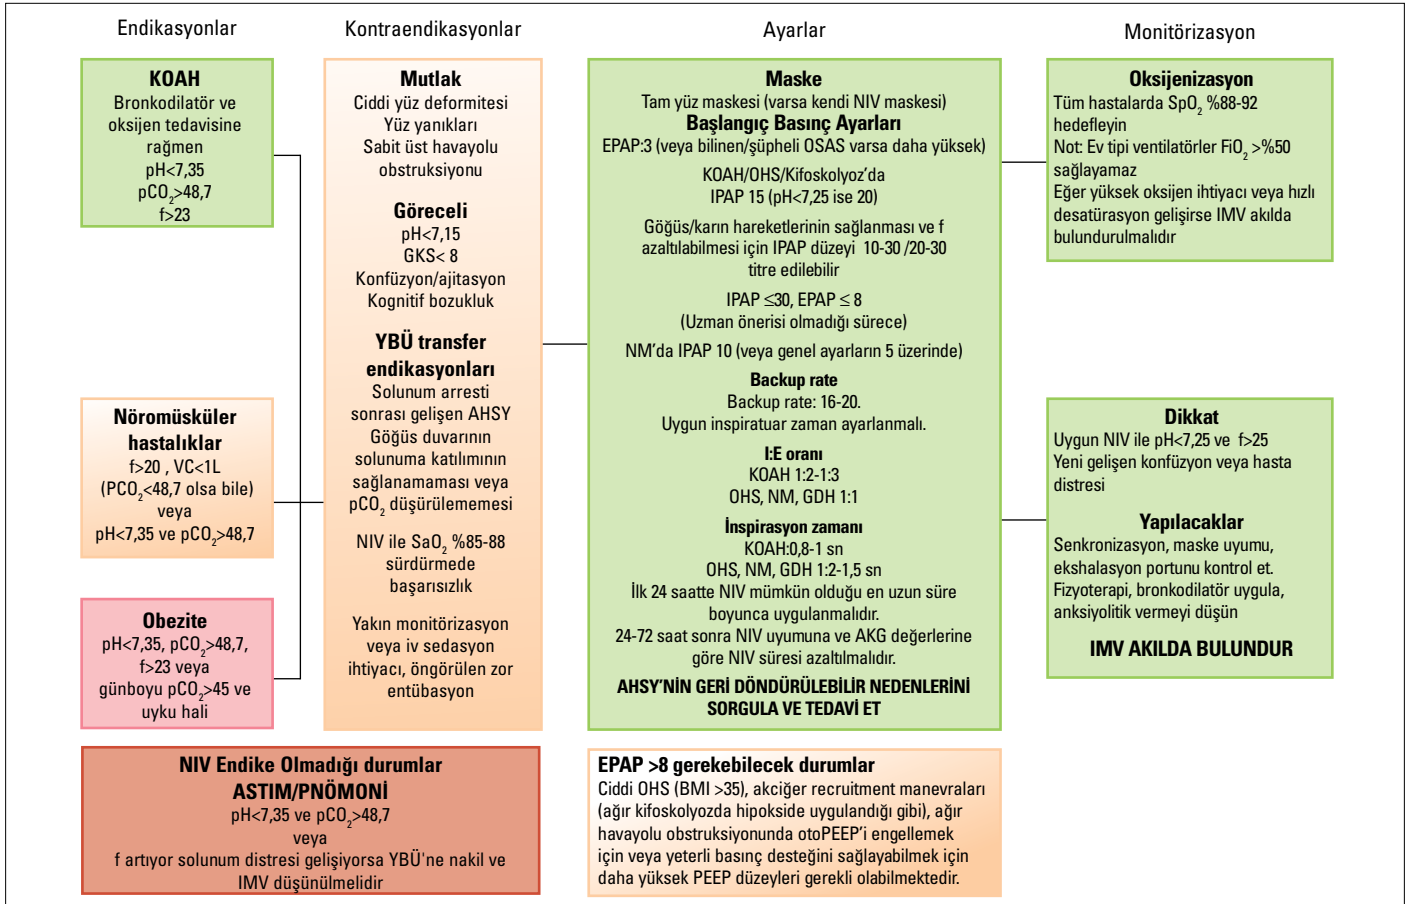 Endikasyonlar
Kontraendikasyonlar
Ayarlar
Monitörizasyon
KOAH
Bronkodilatör ve
oksijen tedavisine
rağmen
pH<7,35
pCO₂>48,7
f>23
Nöromüsküler
hastalıklar
f>20 , VC<1L
(PCO₂<48,7 olsa bile)
veya
pH<7,35 ve pCO₂>48,7
Obezite
pH<7,35, pCO₂>48,7,
f>23 veya
günboyu pCO₂>45 ve
uyku hali
Mutlak
Ciddi yüz deformitesi
Yüz yanıkları
Sabit üst havayolu
obstruksiyonu
Göreceli
pH<7,15
GKS< 8
Konfüzyon/ajitasyon
Kognitif bozukluk
YBÜ transfer
endikasyonları
Solunum arresti
sonrası gelişen AHSY
Göğüs duvarının
solunuma katılımının
sağlanamaması veya
pCO₂ düşürülememesi
NIV ile SaO₂ %85-88
sürdürmede
başarısızlık
Yakın monitörizasyon
veya iv sedasyon
ihtiyacı, öngörülen zor
entübasyon
Maske
Tam yüz maskesi (varsa kendi NIV maskesi)
Başlangıç Basınç Ayarları
EPAP:3 (veya bilinen/şüpheli OSAS varsa daha yüksek)
KOAH/OHS/Kifoskolyoz’da
IPAP 15 (pH<7,25 ise 20)
Göğüs/karın hareketlerinin sağlanması ve f
azaltılabilmesi için IPAP düzeyi 10-30 /20-30
titre edilebilir
IPAP ≤30, EPAP ≤ 8
(Uzman önerisi olmadığı sürece)
NM’da IPAP 10 (veya genel ayarların 5 üzerinde)
Backup rate
Backup rate: 16-20.
Uygun inspiratuar zaman ayarlanmalı.
I:E oranı
KOAH 1:2-1:3
OHS, NM, GDH 1:1
İnspirasyon zamanı
KOAH:0,8-1 sn
OHS, NM, GDH 1:2-1,5 sn
İlk 24 saatte NIV mümkün olduğu en uzun süre
boyunca uygulanmalıdır.
24-72 saat sonra NIV uyumuna ve AKG değerlerine
göre NIV süresi azaltılmalıdır.
AHSY’NİN GERİ DÖNDÜRÜLEBİLİR NEDENLERİNİ
SORGULA VE TEDAVİ ET
Oksijenizasyon
Tüm hastalarda SpO₂ %88-92
hedefleyin
Not: Ev tipi ventilatörler FiO₂ >%50
sağlayamaz
Eğer yüksek oksijen ihtiyacı veya hızlı
desatürasyon gelişirse IMV akılda
bulundurulmalıdır
Dikkat
Uygun NIV ile pH<7,25 ve f>25
Yeni gelişen konfüzyon veya hasta
distresi
Yapılacaklar
Senkronizasyon, maske uyumu,
ekshalasyon portunu kontrol et.
Fizyoterapi, bronkodilatör uygula,
anksiyolitik vermeyi düşün
IMV AKILDA BULUNDUR
NIV Endike Olmadığı durumlar
ASTIM/PNÖMONİ
pH<7,35 ve pCO₂>48,7
veya
f artıyor solunum distresi gelişiyorsa YBÜ'ne nakil ve
IMV düşünülmelidir
EPAP >8 gerekebilecek durumlar
Ciddi OHS (BMI >35), akciğer recruitment manevraları
(ağır kifoskolyozda hipokside uygulandığı gibi), ağır
havayolu obstruksiyonunda otoPEEP’i engellemek
için veya yeterli basınç desteğini sağlayabilmek için
daha yüksek PEEP düzeyleri gerekli olabilmektedir.